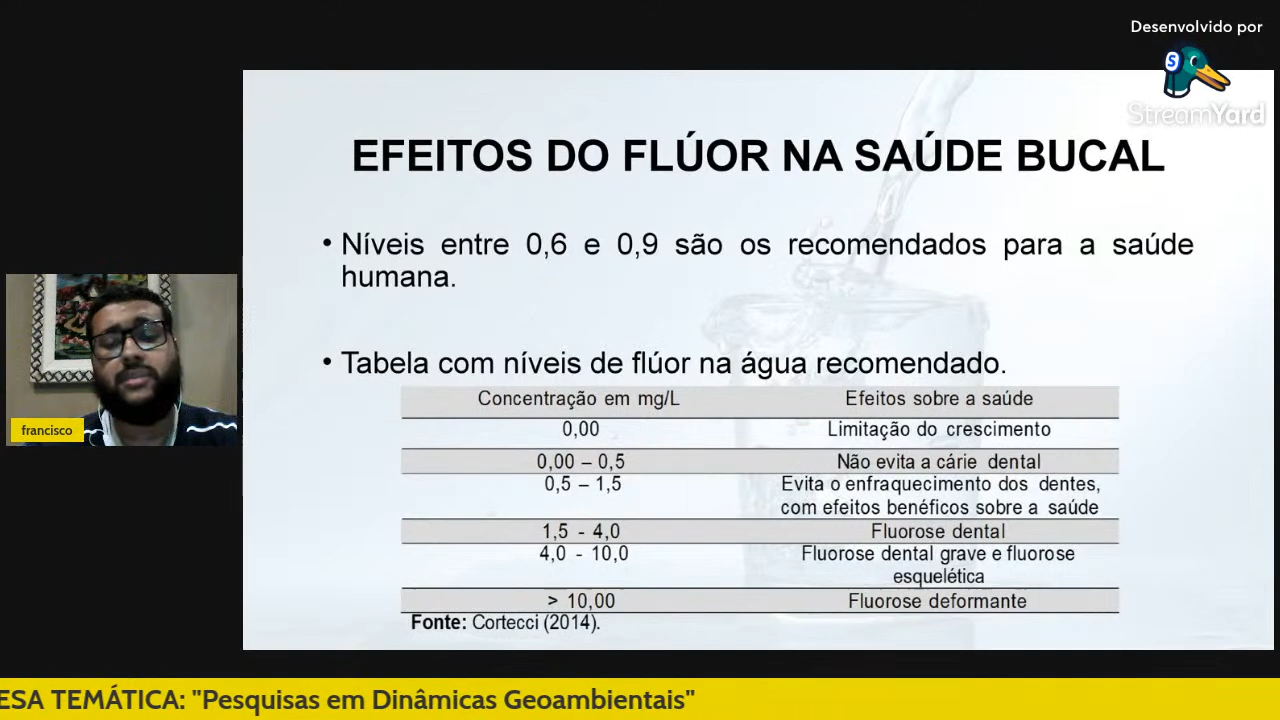 Desenvolvido por
StreamYard
EFEITOS DO FLÚOR NA SAÚDE BUCAL
• Níveis entre 0,6 e 0,9 são os recomendados para a saúde
humana.
• Tabela com níveis de flúor na água recomendado.
Concentração em mg/L Efeitos sobre a saúde
0,00 Limitação do crescimento
0,00 – 0,5 Não evita a cárie dental
0,5 – 1,5 Evita o enfraquecimento dos dentes,
com efeitos benéficos sobre a saúde
1,5 - 4,0 Fluorose dental
4,0 - 10,0 Fluorose dental grave e fluorose
esquelética
> 10,00 Fluorose deformante
Fonte: Cortecci (2014).
francisco
ESA TEMÁTICA: "Pesquisas em Dinâmicas Geoambientais"